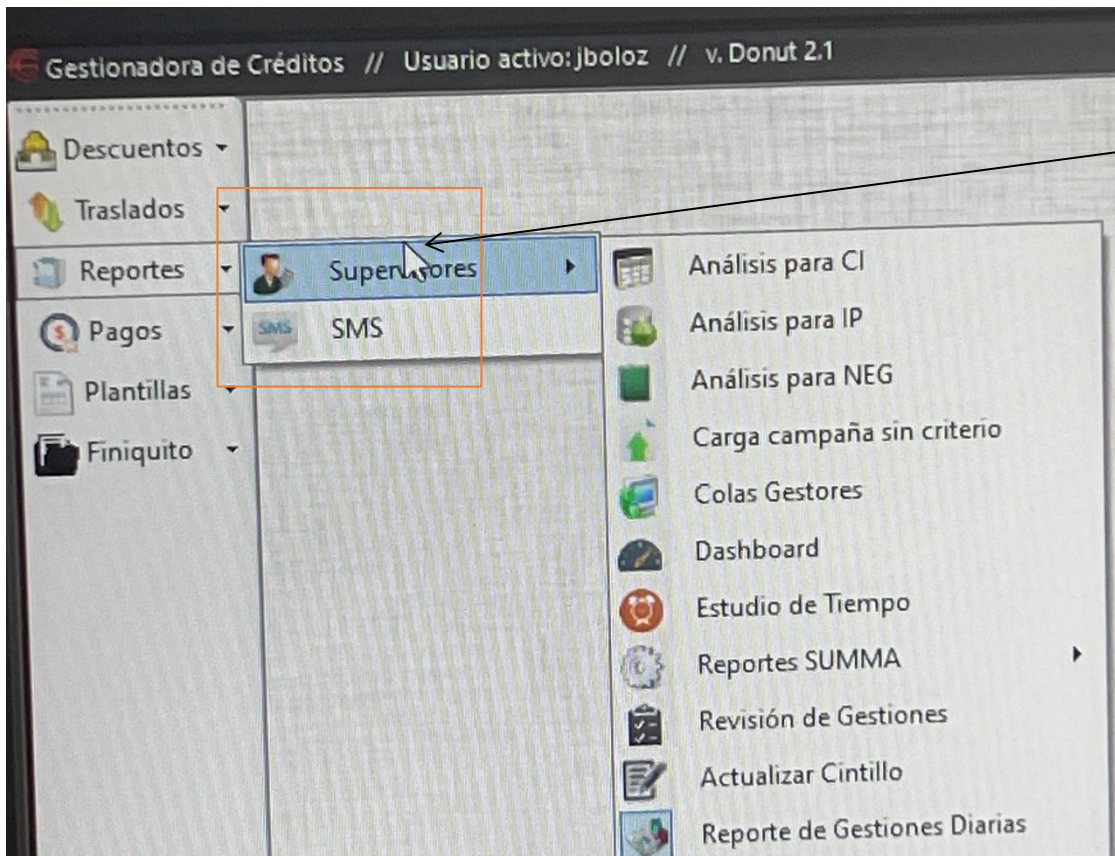 Gestionadora de Créditos // Usuario activo: jboloz // v. Donut 2.1
Descuentos
Traslados
Reportes
Pagos
Plantillas
Finiquito
Supervisores
SMS
SMS
Análisis para CI
Análisis para IP
Análisis para NEG
Carga campaña sin criterio
Colas Gestores
Dashboard
Estudio de Tiempo
Reportes SUMMA
Revisión de Gestiones
Actualizar Cintillo
Reporte de Gestiones Diarias